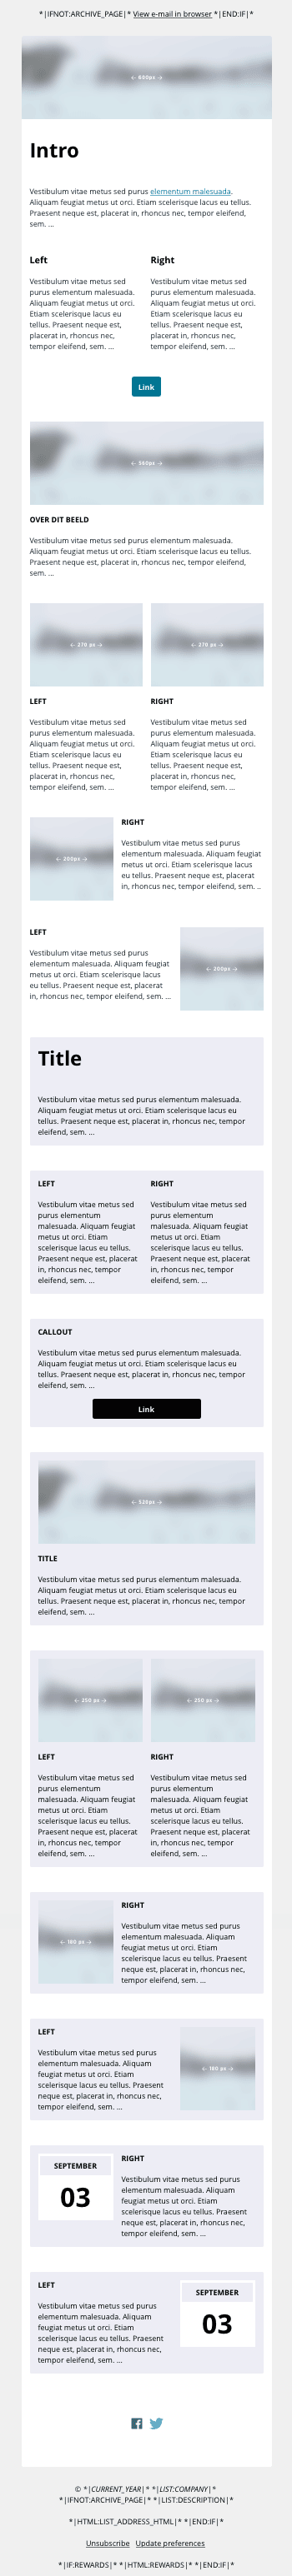 *|IFNOT:ARCHIVE_PAGE|* View e-mail in browser *|END:IF|*
← 600px →
Intro
Vestibulum vitae metus sed purus elementum malesuada.
Aliquam feugiat metus ut orci. Etiam scelerisque lacus eu tellus.
Praesent neque est, placerat in, rhoncus nec, tempor eleifend,
sem. ...
Left
Vestibulum vitae metus sed
purus elementum malesuada.
Aliquam feugiat metus ut orci.
Etiam scelerisque lacus eu
tellus. Praesent neque est,
placerat in, rhoncus nec,
tempor eleifend, sem. ...
Right
Vestibulum vitae metus sed
purus elementum malesuada.
Aliquam feugiat metus ut orci.
Etiam scelerisque lacus eu
tellus. Praesent neque est,
placerat in, rhoncus nec,
tempor eleifend, sem. ...
Link
← 560px →
OVER DIT BEELD
Vestibulum vitae metus sed purus elementum malesuada.
Aliquam feugiat metus ut orci. Etiam scelerisque lacus eu tellus.
Praesent neque est, placerat in, rhoncus nec, tempor eleifend,
sem. ...
← 270 px →
← 270 px →
LEFT
Vestibulum vitae metus sed
purus elementum malesuada.
Aliquam feugiat metus ut orci.
Etiam scelerisque lacus eu
tellus. Praesent neque est,
placerat in, rhoncus nec,
tempor eleifend, sem. ...
RIGHT
Vestibulum vitae metus sed
purus elementum malesuada.
Aliquam feugiat metus ut orci.
Etiam scelerisque lacus eu
tellus. Praesent neque est,
placerat in, rhoncus nec,
tempor eleifend, sem. ...
← 200px →
RIGHT
Vestibulum vitae metus sed purus
elementum malesuada. Aliquam feugiat
metus ut orci. Etiam scelerisque lacus
eu tellus. Praesent neque est, placerat
in, rhoncus nec, tempor eleifend, sem. ..
LEFT
Vestibulum vitae metus sed purus
elementum malesuada. Aliquam feugiat
metus ut orci. Etiam scelerisque lacus
eu tellus. Praesent neque est, placerat
in, rhoncus nec, tempor eleifend, sem. ...
← 200px →
Title
Vestibulum vitae metus sed purus elementum malesuada.
Aliquam feugiat metus ut orci. Etiam scelerisque lacus eu
tellus. Praesent neque est, placerat in, rhoncus nec, tempor
eleifend, sem. ...
LEFT
Vestibulum vitae metus sed
purus elementum
malesuada. Aliquam feugiat
metus ut orci. Etiam
scelerisque lacus eu tellus.
Praesent neque est, placerat
in, rhoncus nec, tempor
eleifend, sem. ...
RIGHT
Vestibulum vitae metus sed
purus elementum
malesuada. Aliquam feugiat
metus ut orci. Etiam
scelerisque lacus eu tellus.
Praesent neque est, placerat
in, rhoncus nec, tempor
eleifend, sem. ...
CALLOUT
Vestibulum vitae metus sed purus elementum malesuada.
Aliquam feugiat metus ut orci. Etiam scelerisque lacus eu
tellus. Praesent neque est, placerat in, rhoncus nec, tempor
eleifend, sem. ...
Link
← 520px →
TITLE
Vestibulum vitae metus sed purus elementum malesuada.
Aliquam feugiat metus ut orci. Etiam scelerisque lacus eu
tellus. Praesent neque est, placerat in, rhoncus nec, tempor
eleifend, sem. ...
← 250 px →
← 250 px →
LEFT
Vestibulum vitae metus sed
purus elementum
malesuada. Aliquam feugiat
metus ut orci. Etiam
scelerisque lacus eu tellus.
Praesent neque est, placerat
in, rhoncus nec, tempor
eleifend, sem. ...
RIGHT
Vestibulum vitae metus sed
purus elementum
malesuada. Aliquam feugiat
metus ut orci. Etiam
scelerisque lacus eu tellus.
Praesent neque est, placerat
in, rhoncus nec, tempor
eleifend, sem. ...
← 180 px →
RIGHT
Vestibulum vitae metus sed purus
elementum malesuada. Aliquam
feugiat metus ut orci. Etiam
scelerisque lacus eu tellus. Praesent
neque est, placerat in, rhoncus nec,
tempor eleifend, sem. ...
LEFT
Vestibulum vitae metus sed purus
elementum malesuada. Aliquam
feugiat metus ut orci. Etiam
scelerisque lacus eu tellus. Praesent
neque est, placerat in, rhoncus nec,
tempor eleifend, sem. ...
← 180 px →
SEPTEMBER
03
RIGHT
Vestibulum vitae metus sed purus
elementum malesuada. Aliquam
feugiat metus ut orci. Etiam
scelerisque lacus eu tellus. Praesent
neque est, placerat in, rhoncus nec,
tempor eleifend, sem. ...
LEFT
Vestibulum vitae metus sed purus
elementum malesuada. Aliquam
feugiat metus ut orci. Etiam
scelerisque lacus eu tellus. Praesent
neque est, placerat in, rhoncus nec,
tempor eleifend, sem. ...
SEPTEMBER
03
© *|CURRENT_YEAR|* *|LIST:COMPANY|*
*|IFNOT:ARCHIVE_PAGE|* *|LIST:DESCRIPTION|*
*|HTML:LIST_ADDRESS_HTML|* *|END:IF|*
Unsubscribe Update preferences
*|IF:REWARDS|* *|HTML:REWARDS|* *|END:IF|*